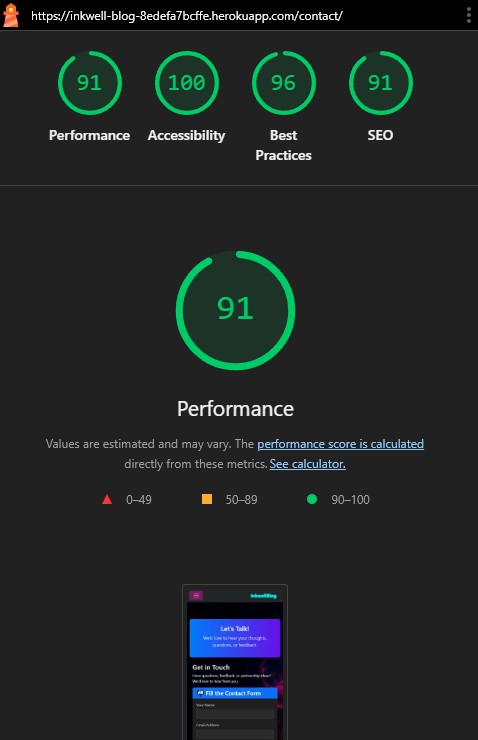 https://inkwell-blog-8edefa7bcffe.herokuapp.com/contact/
91 100 96 91
Performance Accessibility Best Practices SEO
91
Performance
Values are estimated and may vary. The performance score is calculated
directly from these metrics. See calculator.
0–49 50–89 90–100
InkwellBlog
Let's Talk!
We'd love to hear your thoughts,
questions, or feedback.
Get in Touch
Have questions, feedback or partnership ideas?
We'd love to hear from you.
Fill the Contact Form
Your Name
Email Address